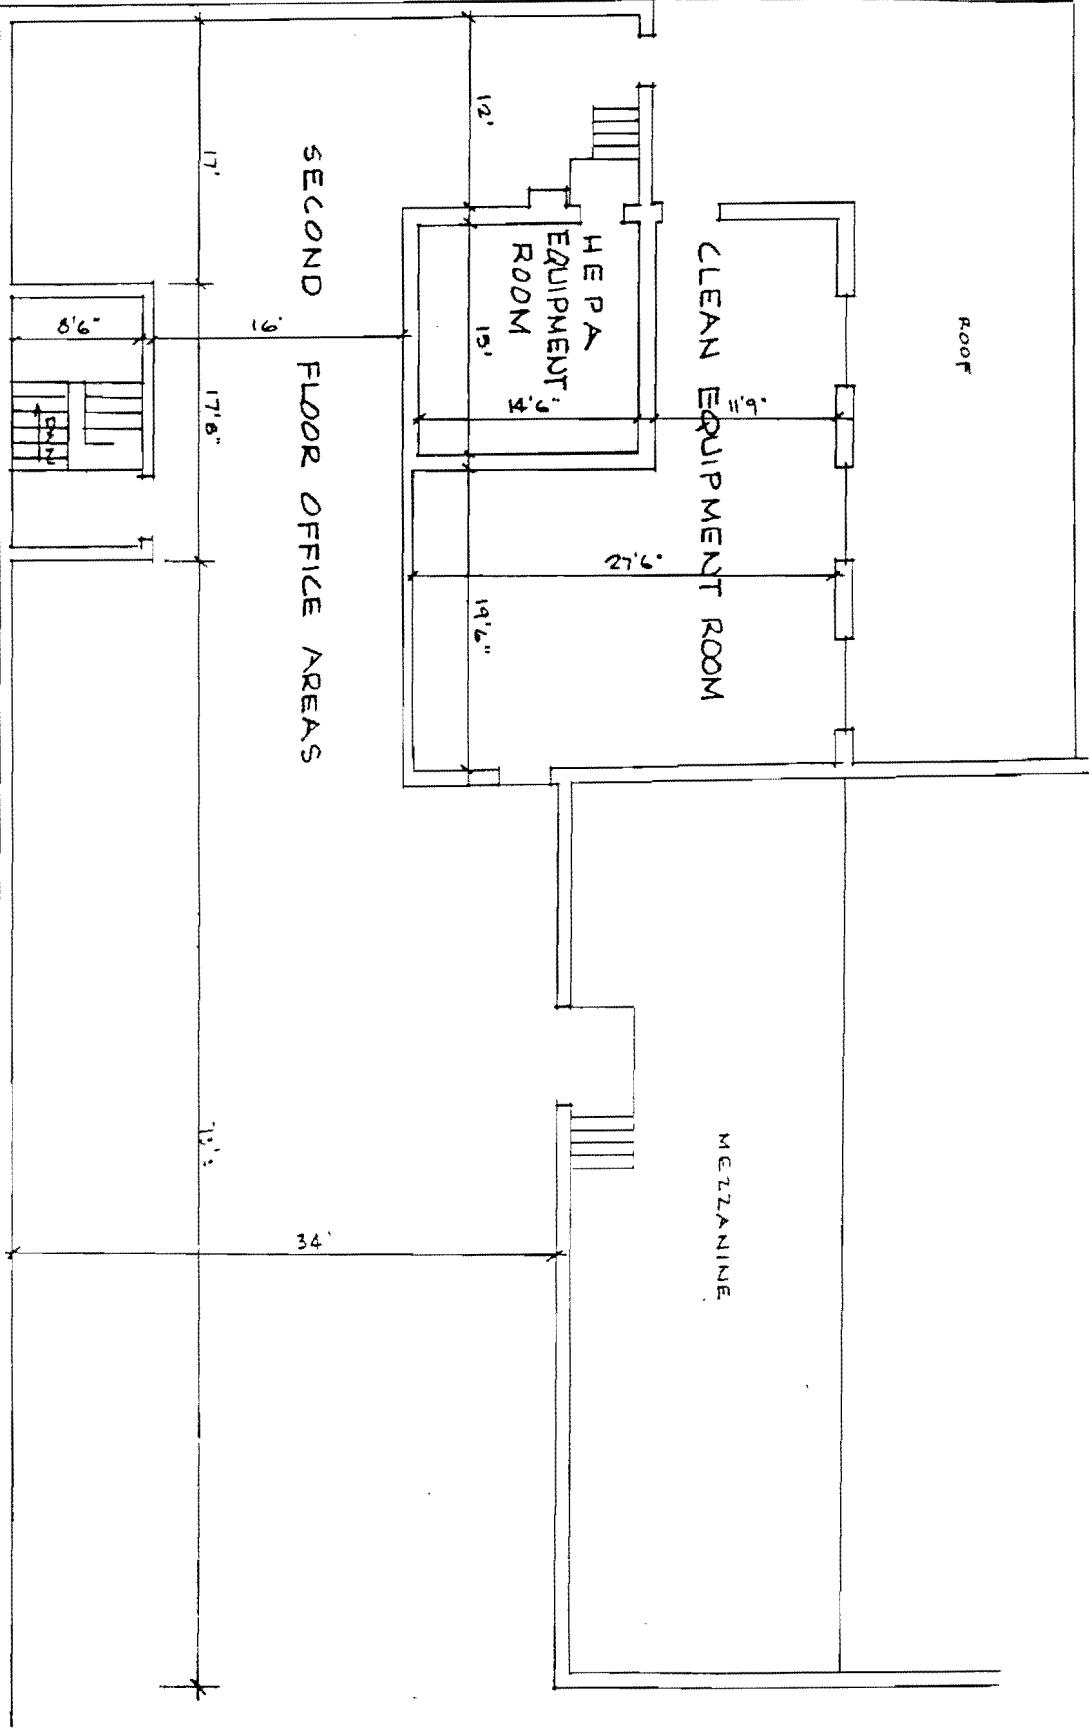 ROOF
CLEAN EQUIPMENT ROOM
HEPA
EQUIPMENT
ROOM
SECOND FLOOR OFFICE AREAS
MEZZANINE
12'
15'
19'6"
17'
17'8"
8'6"
16'
14'6"
11'9"
27'6"
34'